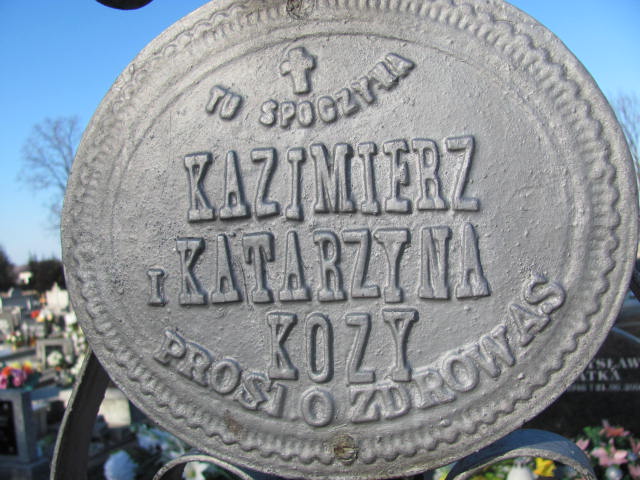 TU SPOCZYWA
KAZIMIERZ
I KATARZYNA
KOZY
PROSI O ZDROWAS